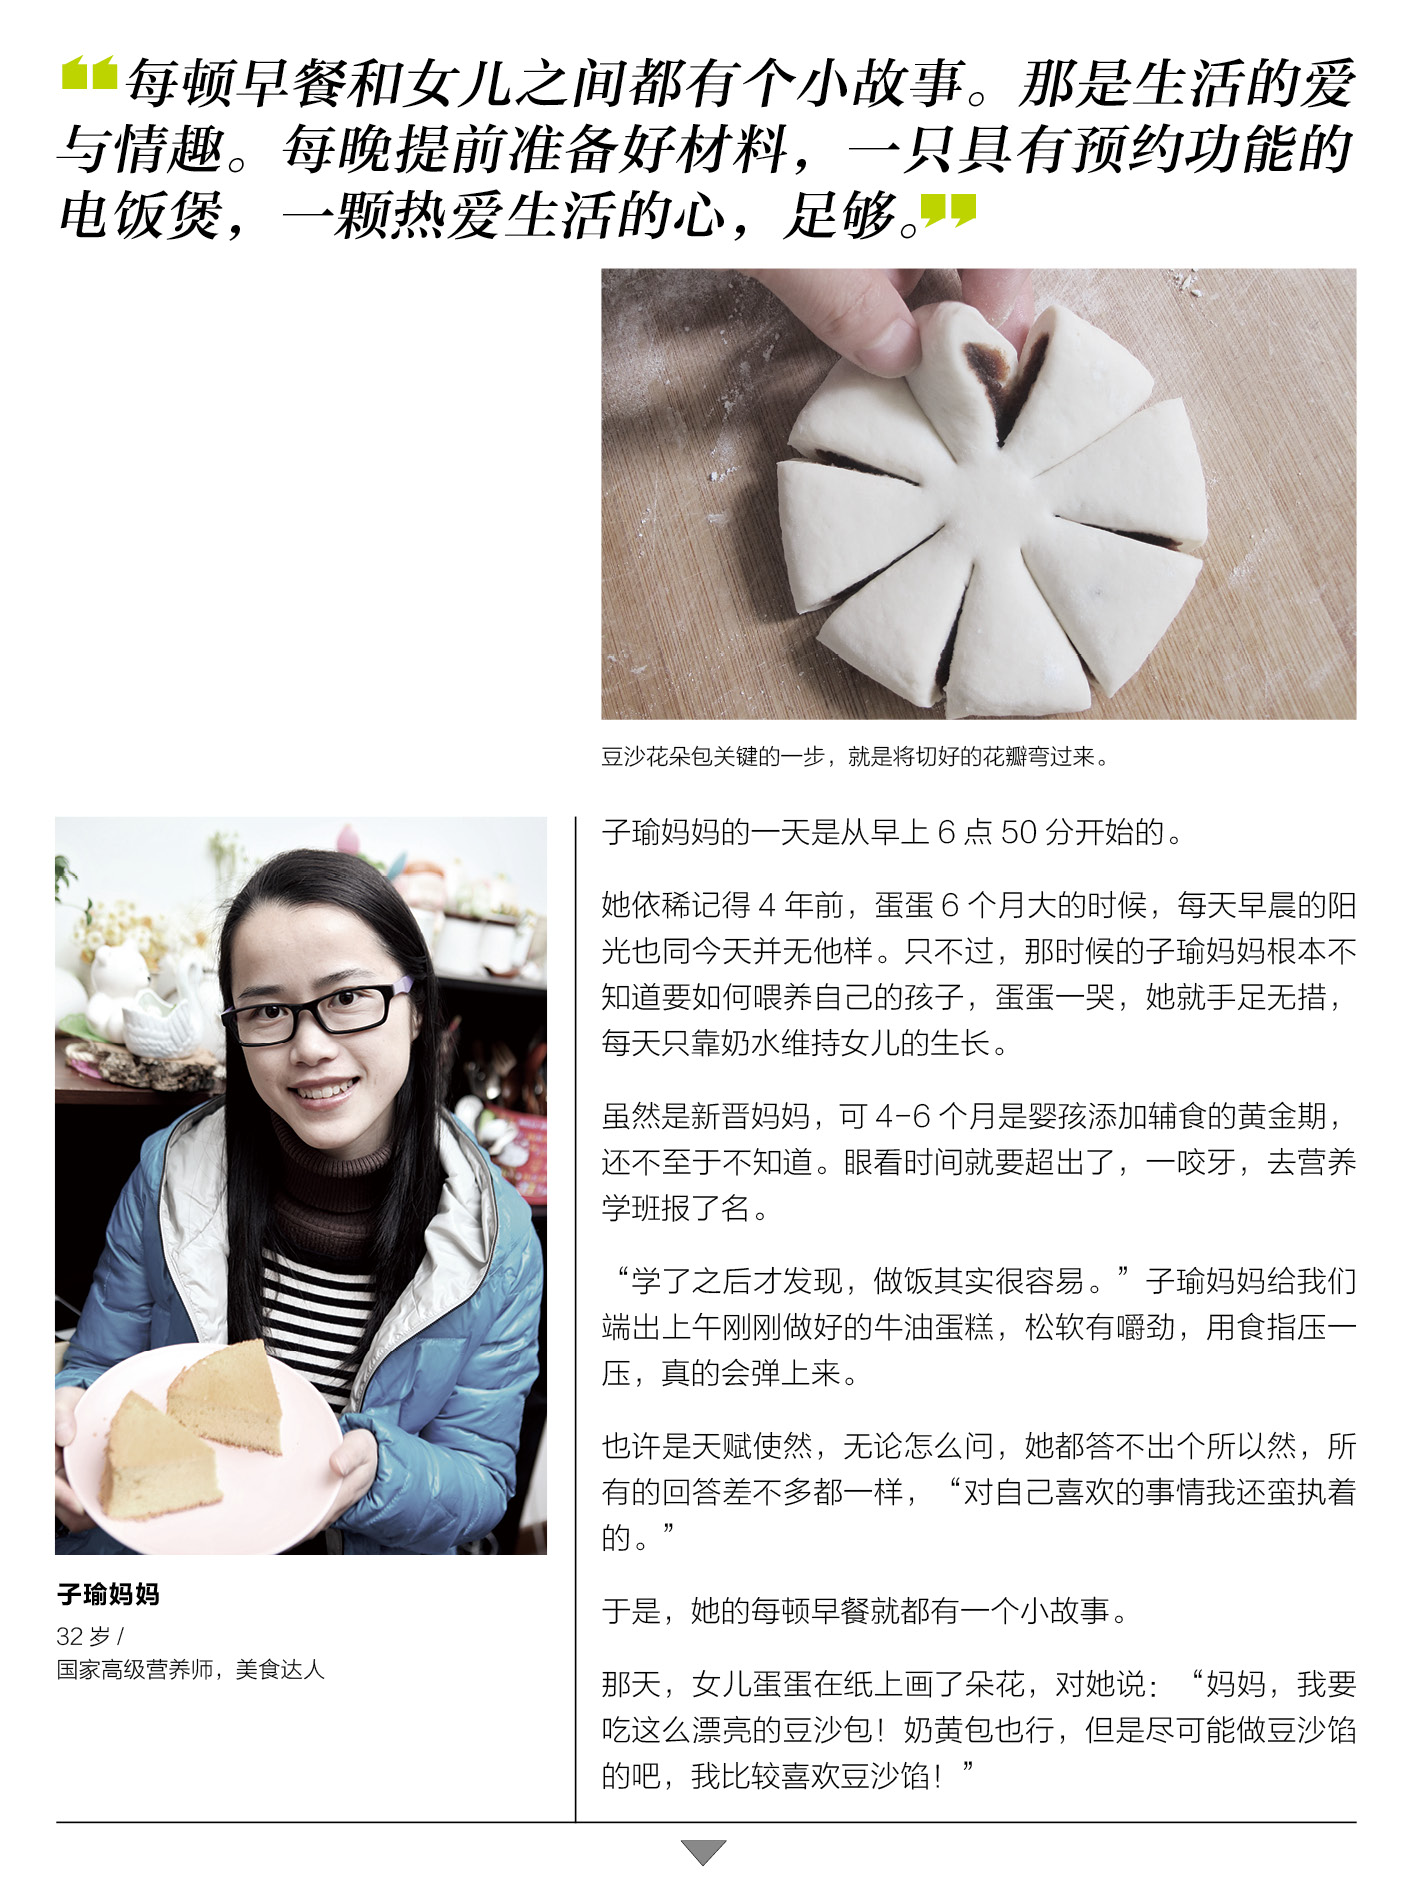 “每顿早餐和女儿之间都有个小故事。那是生活的爱
与情趣。每晚提前准备好材料，一只具有预约功能的
电饭煲，一颗热爱生活的心，足够。”
豆沙花朵包关键的一步，就是将切好的花瓣弯过来。
子瑜妈妈
32 岁 /
国家高级营养师，美食达人
子瑜妈妈的一天是从早上 6 点 50 分开始的。
她依稀记得 4 年前，蛋蛋 6 个月大的时候，每天早晨的阳
光也同今天并无他样。只不过，那时候的子瑜妈妈根本不
知道要如何喂养自己的孩子，蛋蛋一哭，她就手足无措，
每天只靠奶水维持女儿的生长。
虽然是新晋妈妈，可 4-6 个月是婴孩添加辅食的黄金期，
还不至于不知道。眼看时间就要超出了，一咬牙，去营养
学班报了名。
“学了之后才发现，做饭其实很容易。”子瑜妈妈给我们
端出上午刚刚做好的牛油蛋糕，松软有嚼劲，用食指压一
压，真的会弹上来。
也许是天赋使然，无论怎么问，她都答不出个所以然，所
有的回答差不多都一样，“对自己喜欢的事情我还蛮执着
的。”
于是，她的每顿早餐就都有一个小故事。
那天，女儿蛋蛋在纸上画了朵花，对她说：“妈妈，我要
吃这么漂亮的豆沙包！奶黄包也行，但是尽可能做豆沙馅
的吧，我比较喜欢豆沙馅！”